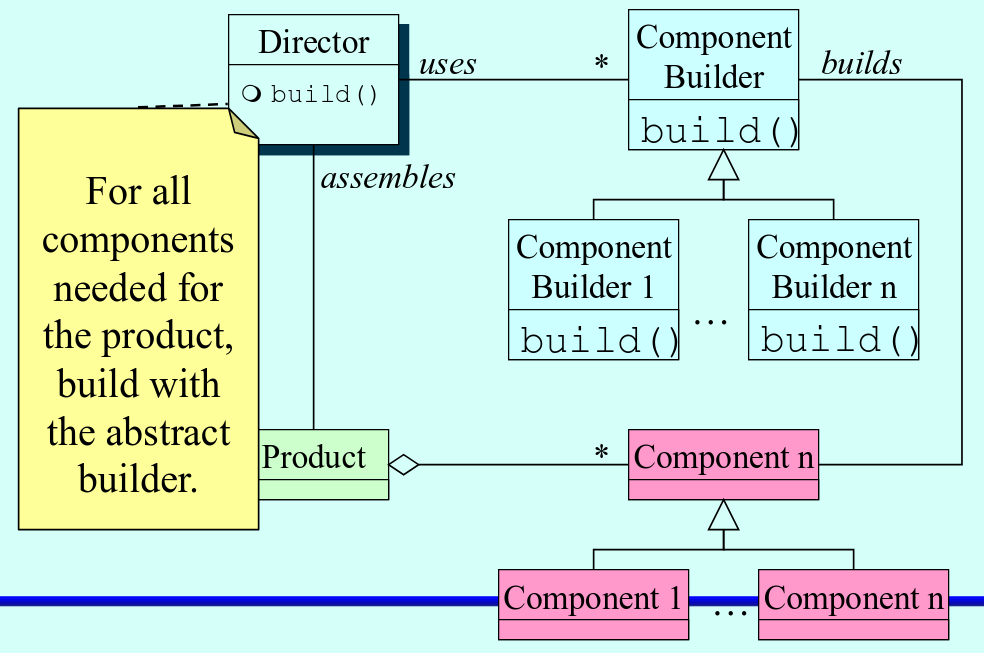 Director
build()
uses
*
Component
Builder
build()
builds
assembles
For all
components
needed for
the product,
build with
the abstract
builder.
Component
Builder 1
build()
...
Component
Builder n
build()
Product
*
Component n
Component 1
...
Component n